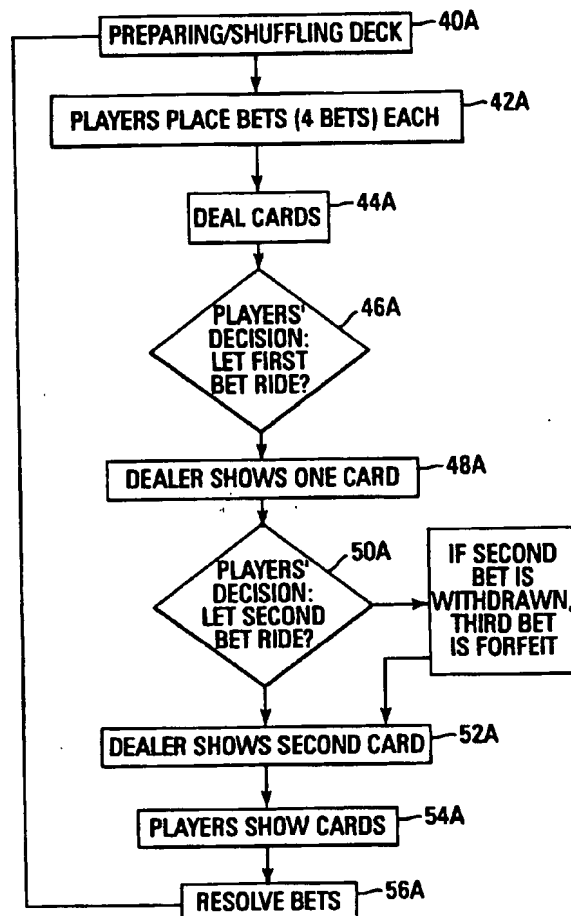 PREPARING/SHUFFLING DECK
40A
PLAYERS PLACE BETS (4 BETS) EACH
42A
DEAL CARDS
44A
PLAYERS'
DECISION:
LET FIRST
BET RIDE?
46A
DEALER SHOWS ONE CARD
48A
PLAYERS'
DECISION:
LET SECOND
BET RIDE?
50A
IF SECOND
BET IS
WITHDRAWN,
THIRD BET
IS FORFEIT
DEALER SHOWS SECOND CARD
52A
PLAYERS SHOW CARDS
54A
RESOLVE BETS
56A